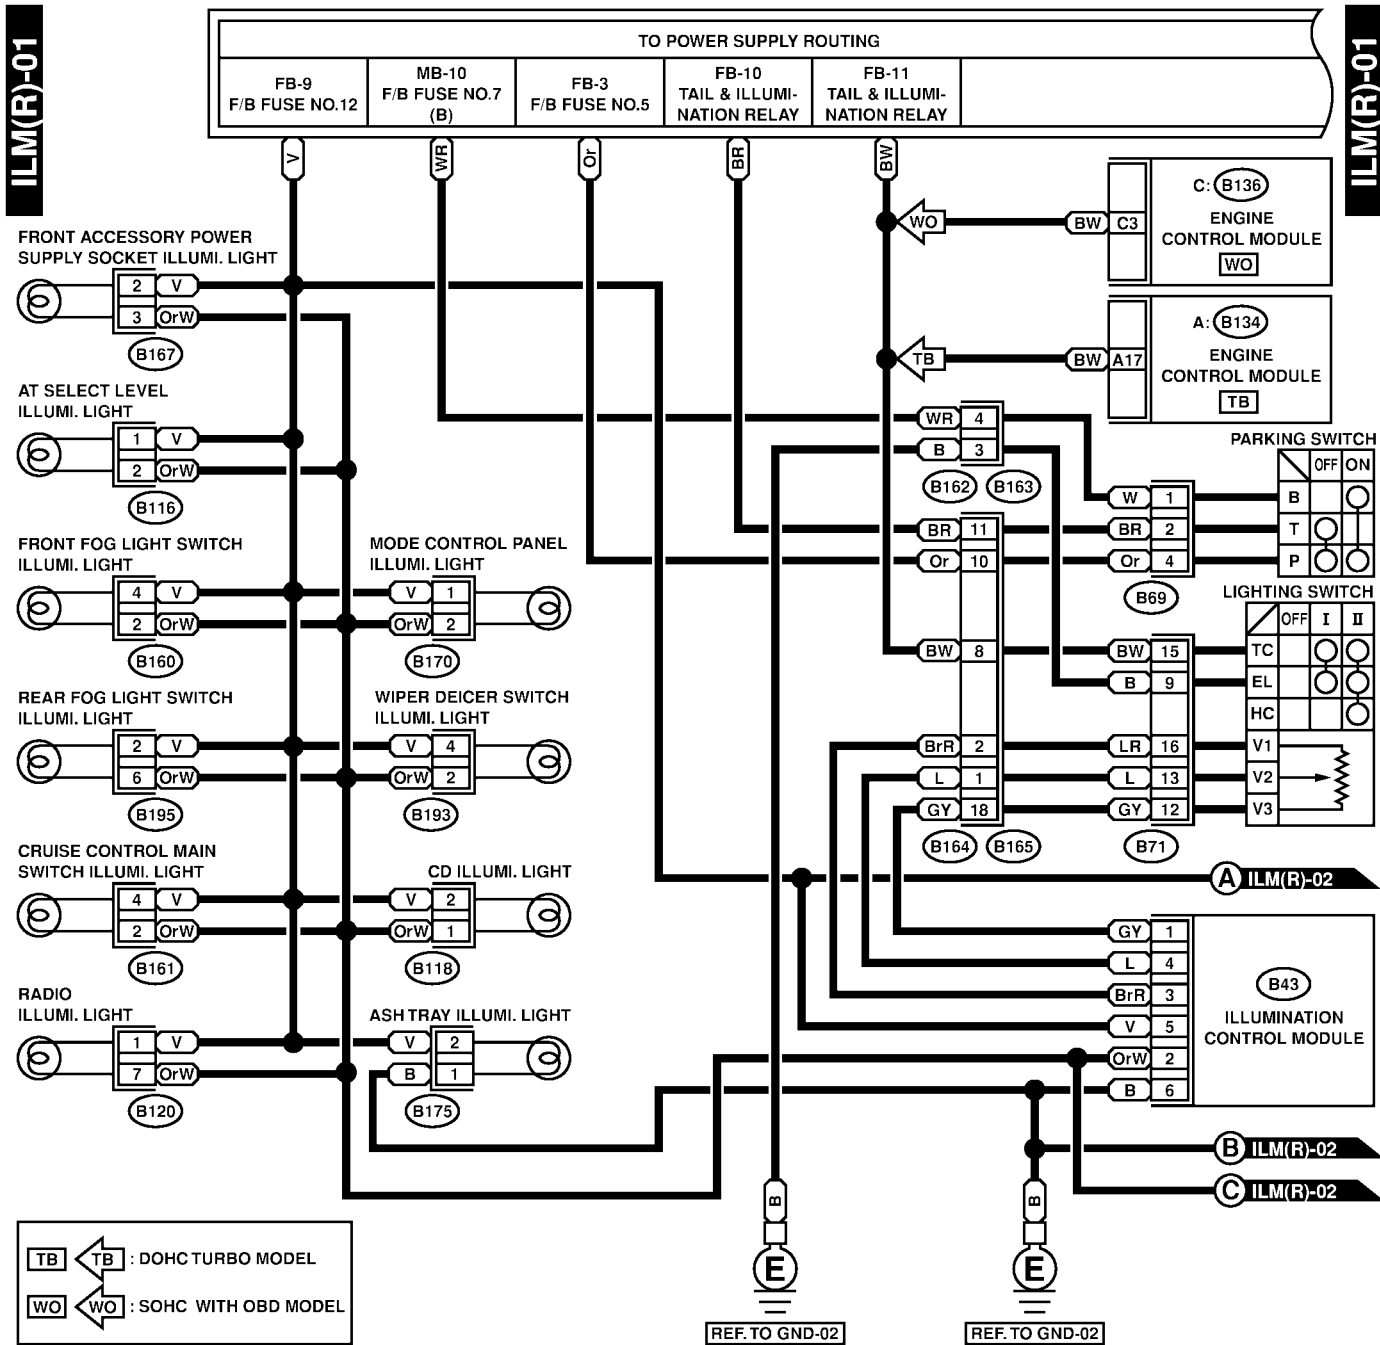 ILM(R)-01
ILM(R)-01
TO POWER SUPPLY ROUTING
FB-9
F/B FUSE NO.12
MB-10
F/B FUSE NO.7
(B)
FB-3
F/B FUSE NO.5
FB-10
TAIL & ILLUMI-
NATION RELAY
FB-11
TAIL & ILLUMI-
NATION RELAY
V
WR
Or
BR
BW
C: B136
ENGINE
CONTROL MODULE
WO
WO
BW C3
A: B134
ENGINE
CONTROL MODULE
TB
TB
BW A17
FRONT ACCESSORY POWER
SUPPLY SOCKET ILLUMI. LIGHT
2 V
3 OrW
B167
AT SELECT LEVEL
ILLUMI. LIGHT
1 V
2 OrW
B116
FRONT FOG LIGHT SWITCH
ILLUMI. LIGHT
4 V
2 OrW
B160
MODE CONTROL PANEL
ILLUMI. LIGHT
V 1
OrW 2
B170
REAR FOG LIGHT SWITCH
ILLUMI. LIGHT
2 V
6 OrW
B195
WIPER DEICER SWITCH
ILLUMI. LIGHT
V 4
OrW 2
B193
CRUISE CONTROL MAIN
SWITCH ILLUMI. LIGHT
4 V
2 OrW
B161
CD ILLUMI. LIGHT
V 2
OrW 1
B118
RADIO
ILLUMI. LIGHT
1 V
7 OrW
B120
ASH TRAY ILLUMI. LIGHT
V 2
B 1
B175
WR 4
B 3
B162 B163
BR 11
Or 10
BW 8
BrR 2
L 1
GY 18
B164 B165
PARKING SWITCH
OFF ON
W 1 B
BR 2 T
Or 4 P
B69
LIGHTING SWITCH
OFF I II
BW 15 TC
B 9 EL
HC
LR 16 V1
L 13 V2
GY 12 V3
B71
A ILM(R)-02
GY 1
L 4
BrR 3
V 5
OrW 2
B 6
B43
ILLUMINATION
CONTROL MODULE
B ILM(R)-02
C ILM(R)-02
B
E
REF. TO GND-02
B
E
REF. TO GND-02
TB TB : DOHC TURBO MODEL
WO WO : SOHC WITH OBD MODEL